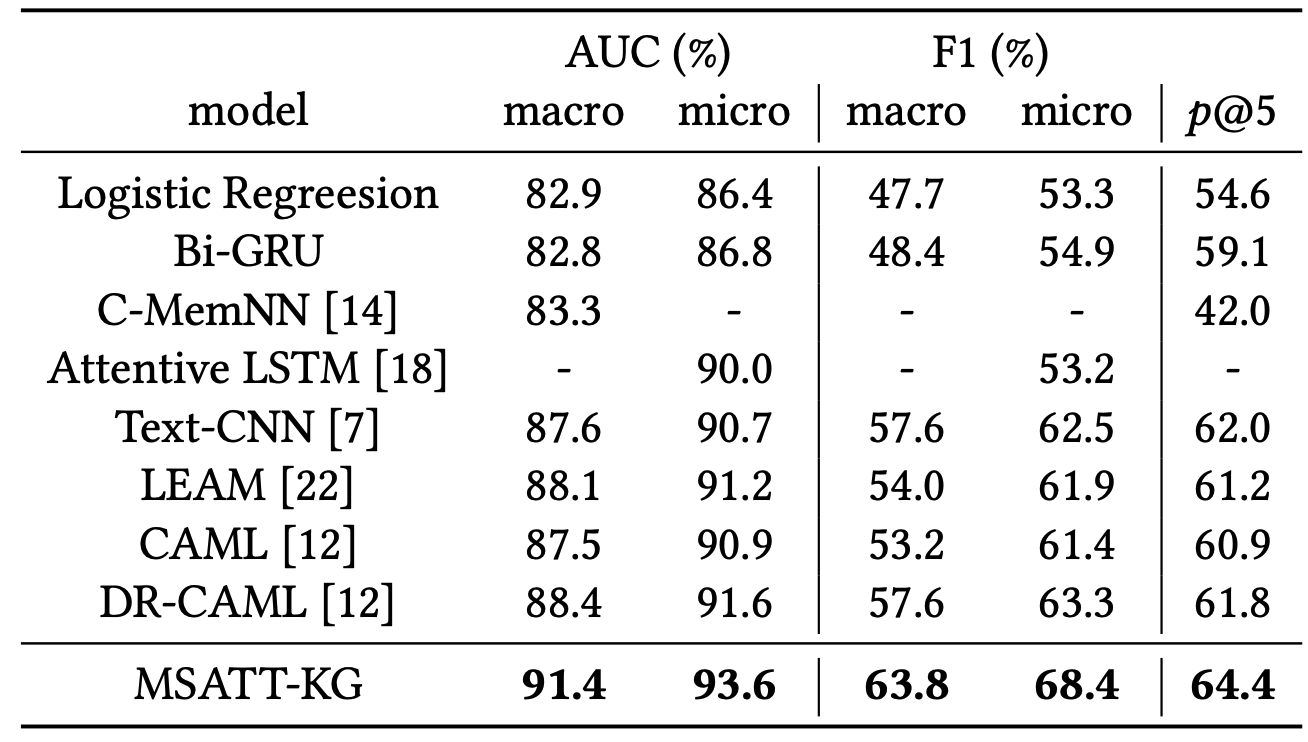 AUC (%) F1 (%)
model macro micro macro micro p@5
Logistic Regreesion 82.9 86.4 47.7 53.3 54.6
Bi-GRU 82.8 86.8 48.4 54.9 59.1
C-MemNN [14] 83.3 - - - 42.0
Attentive LSTM [18] - 90.0 - 53.2 -
Text-CNN [7] 87.6 90.7 57.6 62.5 62.0
LEAM [22] 88.1 91.2 54.0 61.9 61.2
CAML [12] 87.5 90.9 53.2 61.4 60.9
DR-CAML [12] 88.4 91.6 57.6 63.3 61.8
MSATT-KG 91.4 93.6 63.8 68.4 64.4